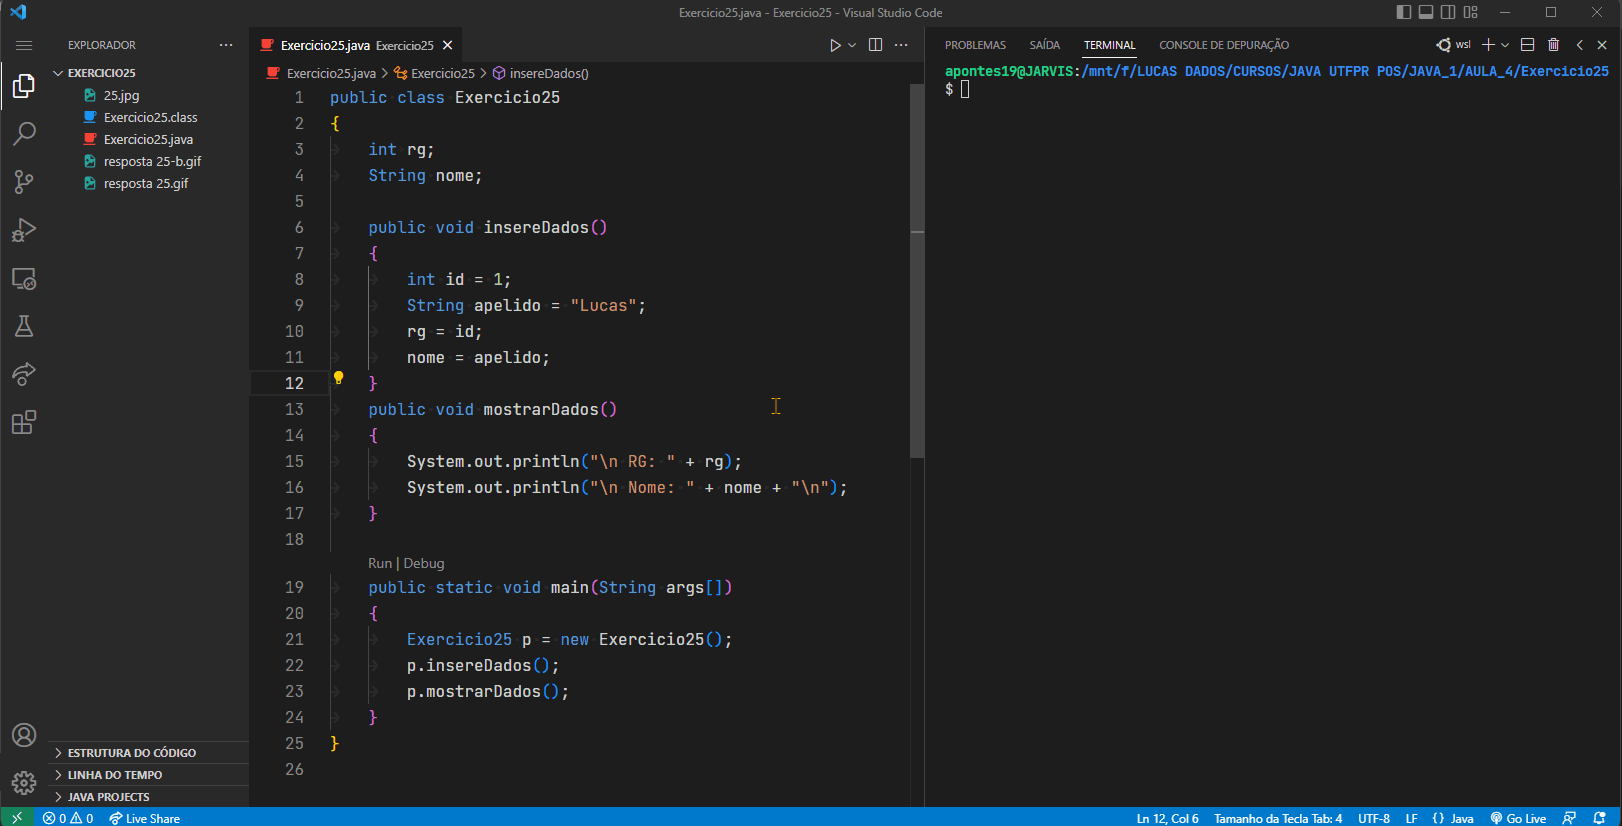 Exercicio25.java - Exercicio25 - Visual Studio Code
EXPLORADOR
EXERCICIO25
25.jpg
Exercicio25.class
Exercicio25.java
resposta 25-b.gif
resposta 25.gif
ESTRUTURA DO CÓDIGO
LINHA DO TEMPO
JAVA PROJECTS
Exercicio25.java Exercicio25
Exercicio25.java > Exercicio25 > insereDados()
1 public class Exercicio25
2 {
3 int rg;
4 String nome;
5
6 public void insereDados()
7 {
8 int id = 1;
9 String apelido = "Lucas";
10 rg = id;
11 nome = apelido;
12 }
13 public void mostrarDados()
14 {
15 System.out.println("\n RG: " + rg);
16 System.out.println("\n Nome: " + nome + "\n");
17 }
18
Run | Debug
19 public static void main(String args[])
20 {
21 Exercicio25 p = new Exercicio25();
22 p.insereDados();
23 p.mostrarDados();
24 }
25 }
26
PROBLEMAS SAÍDA TERMINAL CONSOLE DE DEPURAÇÃO wsl
apontes19@JARVIS:/mnt/f/LUCAS DADOS/CURSOS/JAVA UTFPR POS/JAVA_1/AULA_4/Exercicio25
$
0 0 Live Share Ln 12, Col 6 Tamanho da Tecla Tab: 4 UTF-8 LF {} Java Go Live